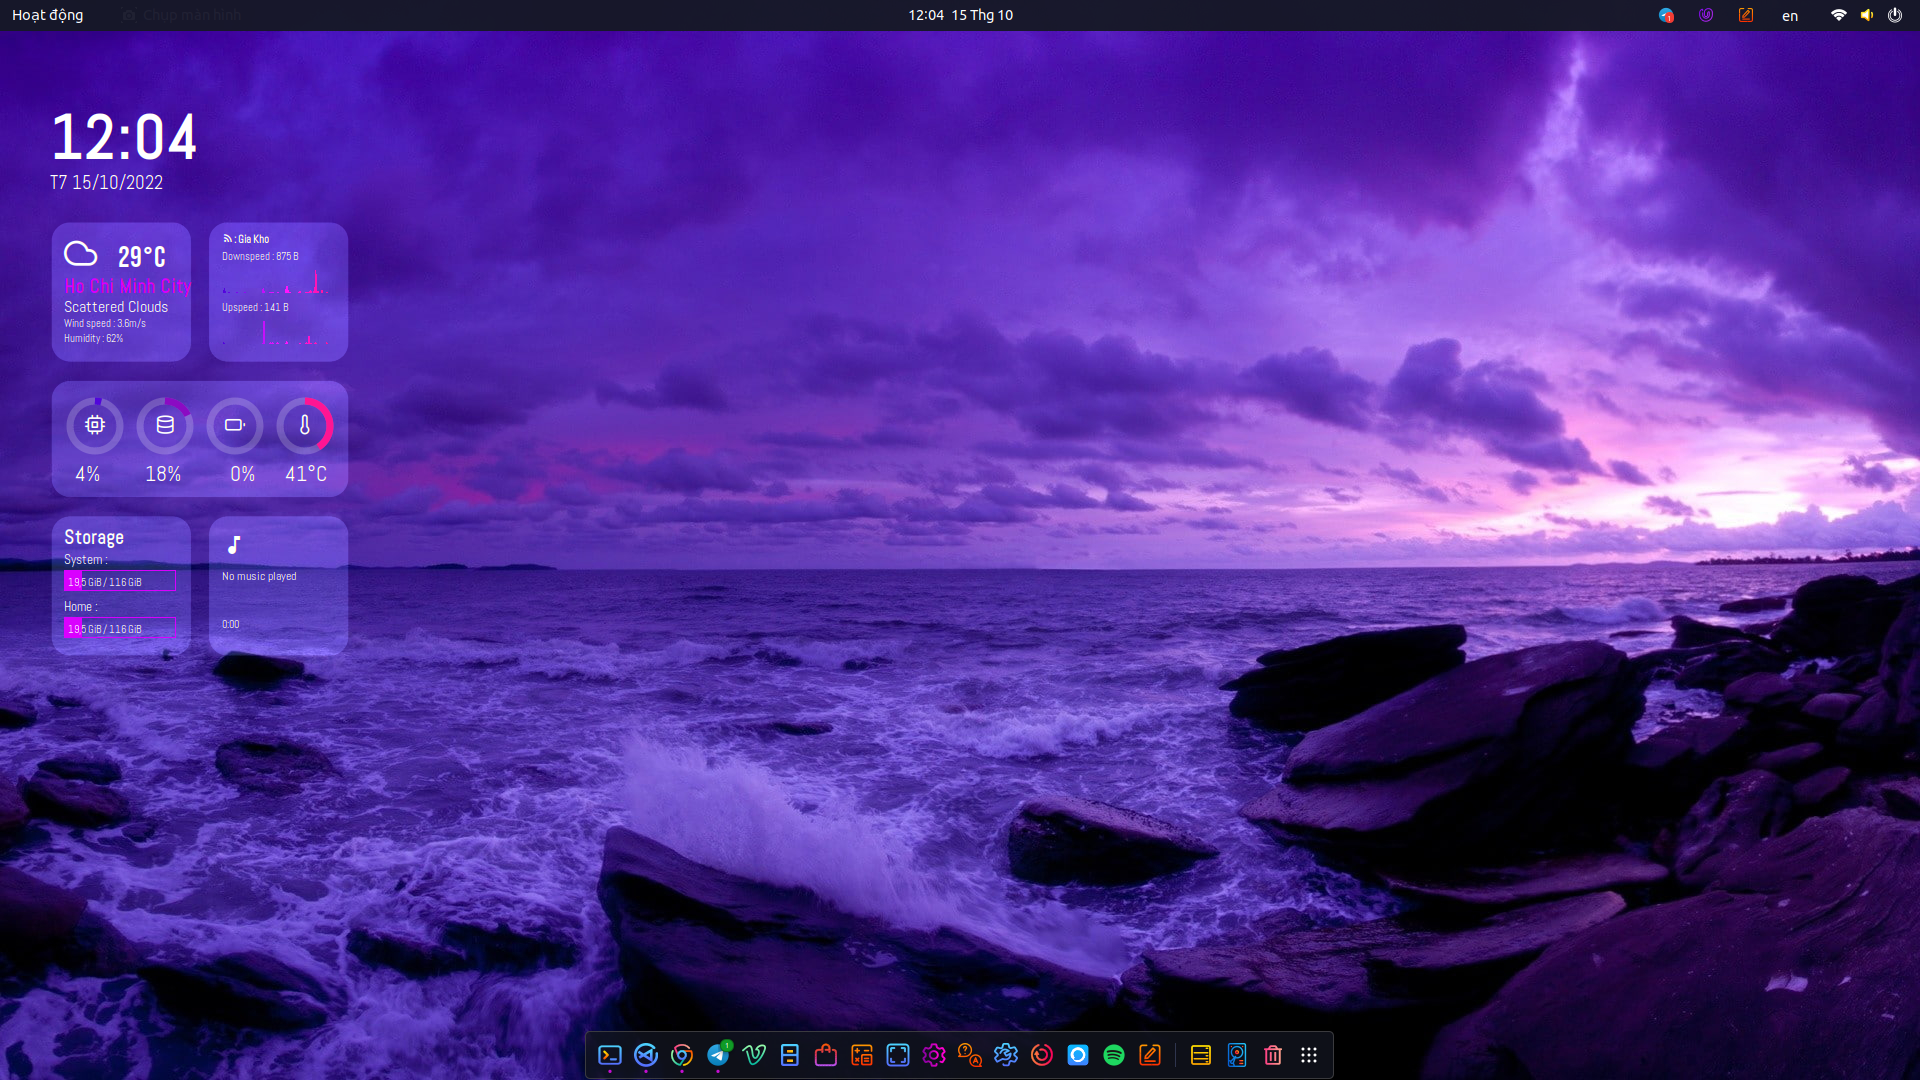 Hoạt động
Chụp màn hình
12:04 15 Thg 10
en
12:04
T7 15/10/2022
29°C
Ho Chi Minh City
Scattered Clouds
Wind speed : 3.6m/s
Humidity : 62%
: Gia Kho
Downspeed : 875 B
Upspeed : 141 B
4% 18% 0% 41°C
Storage
System :
19,5 GiB / 116 GiB
Home :
19,5 GiB / 116 GiB
No music played
0:00
1